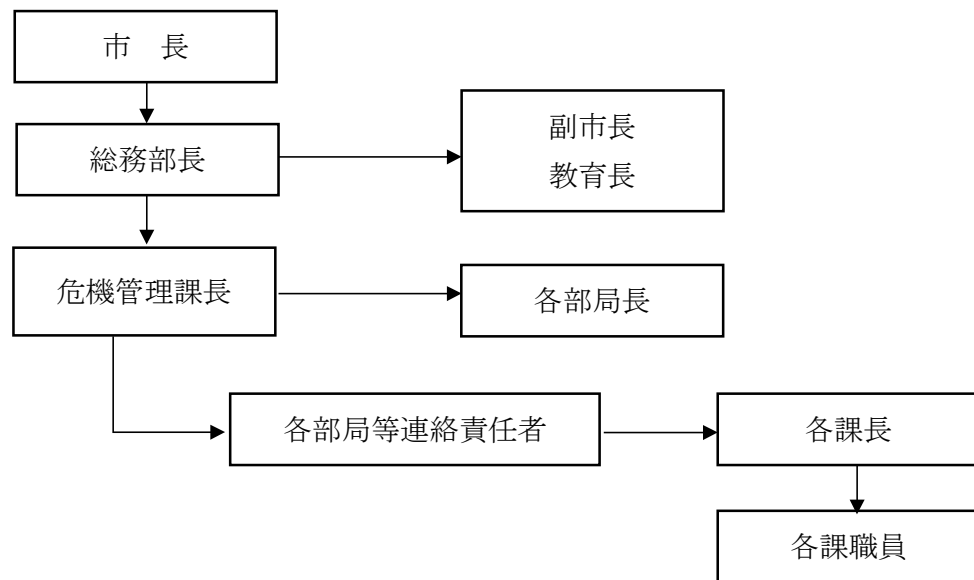 市　長
総務部長
副市長
教育長
危機管理課長
各部局長
各部局等連絡責任者
各課長
各課職員